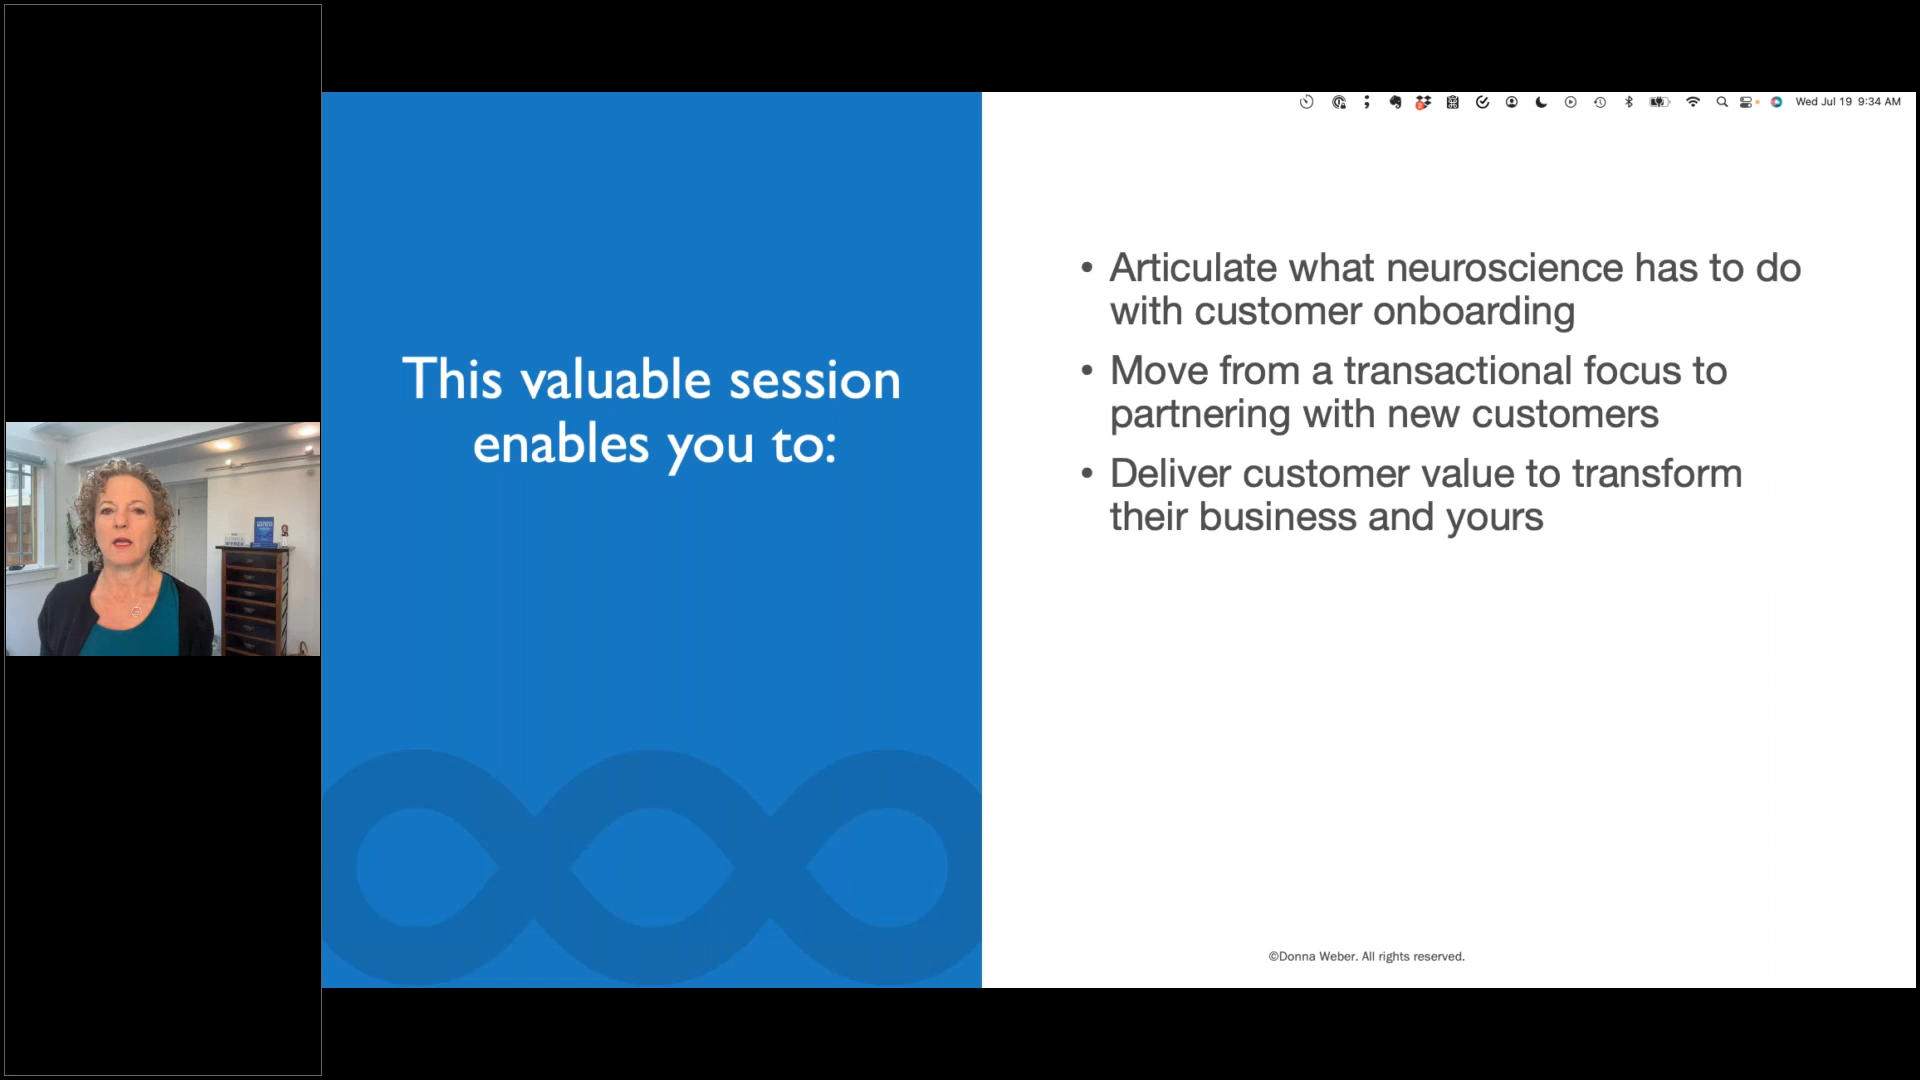 Wed Jul 19 9:34 AM
This valuable session
enables you to:
• Articulate what neuroscience has to do
with customer onboarding
• Move from a transactional focus to
partnering with new customers
• Deliver customer value to transform
their business and yours
©Donna Weber. All rights reserved.